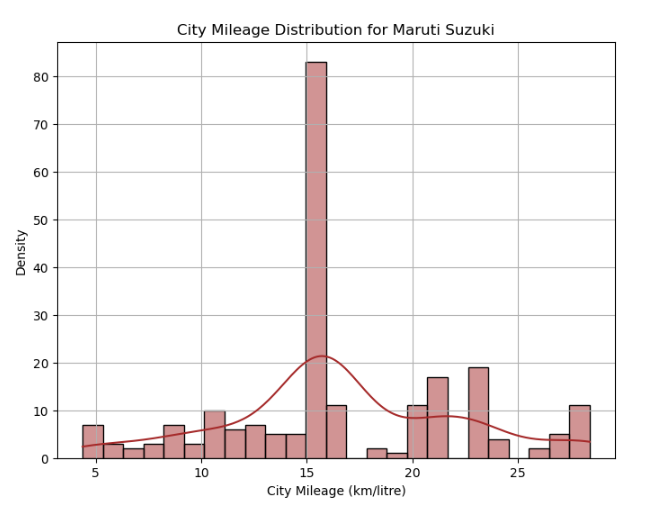 City Mileage Distribution for Maruti Suzuki
Density
80
70
60
50
40
30
20
10
0
5 10 15 20 25
City Mileage (km/litre)